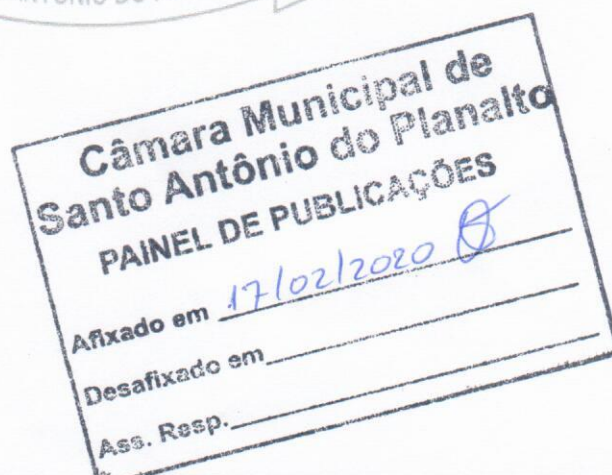 Câmara Municipal de
Santo Antônio do Planalto
PAINEL DE PUBLICAÇÕES
Afixado em 17/02/2020
Desafixado em
Ass. Resp.